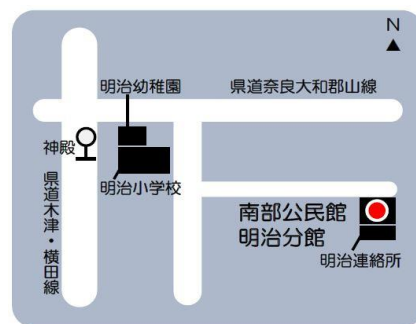 N
明治幼稚園
県道奈良大和郡山線
神殿
明治小学校
県道木津・横田線
南部公民館
明治分館
明治連絡所